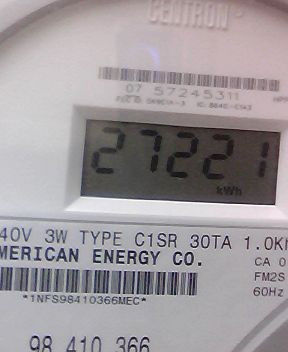 CENTRON
07 57245311
27221
kWh
40V 3W TYPE C1SR 30TA 1.0Kh
MERICAN ENERGY CO.
CA 0
FM2S
*1NFS98410366MEC*
60Hz
98 410 366